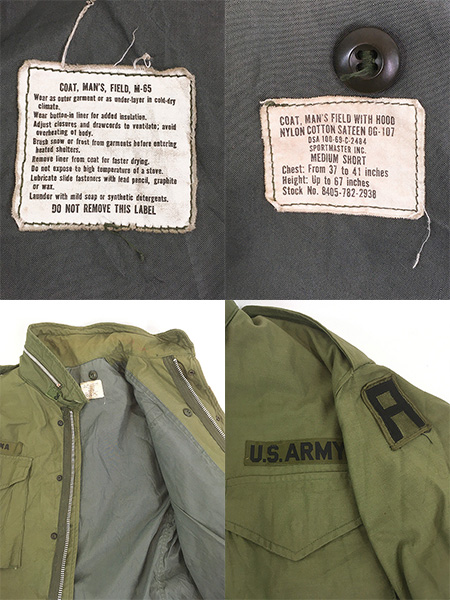 COAT, MAN'S, FIELD, M-65
Wear as outer garment or as under-layer in cold-dry
climate.
Wear button-in liner for added insulation.
Adjust closures and drawcords to ventilate; avoid
overheating of body.
Brush snow or frost from garments before entering
heated shelters.
Remove liner from coat for faster drying.
Do not expose to high temperature of a stove.
Lubricate slide fasteners with lead pencil, graphite
or wax.
Launder with mild soap or synthetic detergents.
DO NOT REMOVE THIS LABEL
COAT, MAN'S FIELD WITH HOOD
NYLON COTTON SATEEN OG-107
DSA 100-69-C-2484
SPORTMASTER INC.
MEDIUM SHORT
Chest: From 37 to 41 inches
Height: Up to 67 inches
Stock No. 8405-782-2938
U.S. ARMY
A